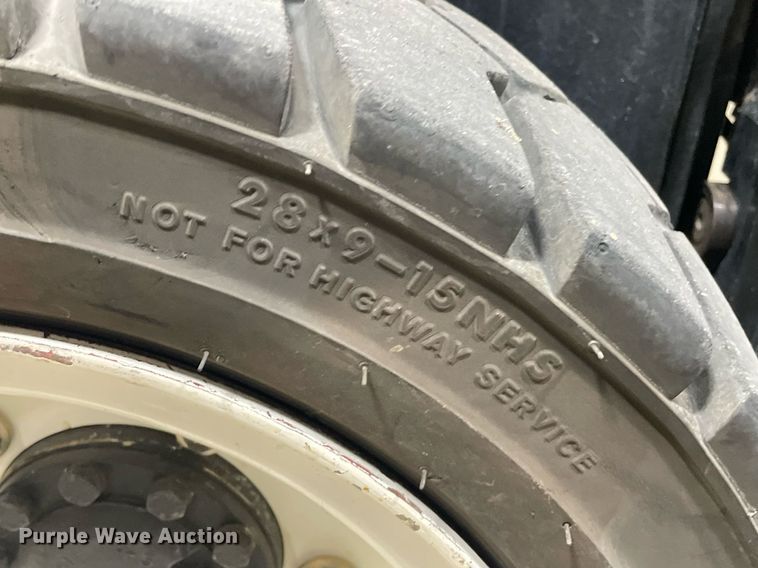 28x9-15NHS
NOT FOR HIGHWAY SERVICE
Purple Wave Auction